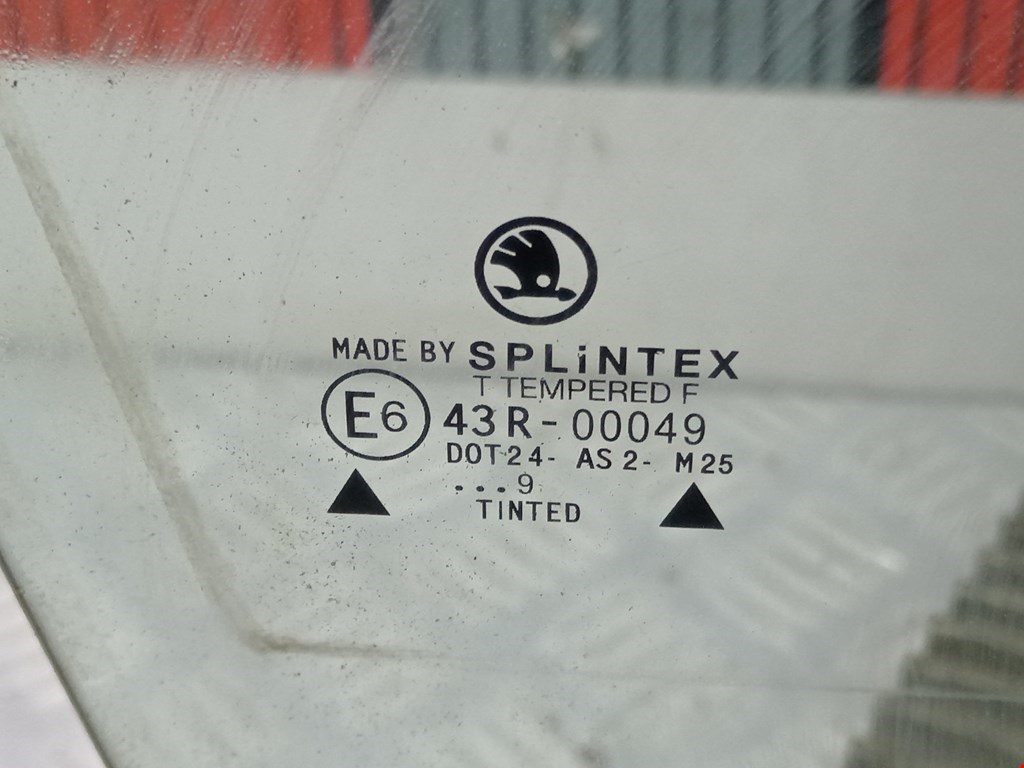 MADE BY SPLiNTEX
T TEMPERED F
E6 43R-00049
DOT24- AS2- M25
...9
TINTED